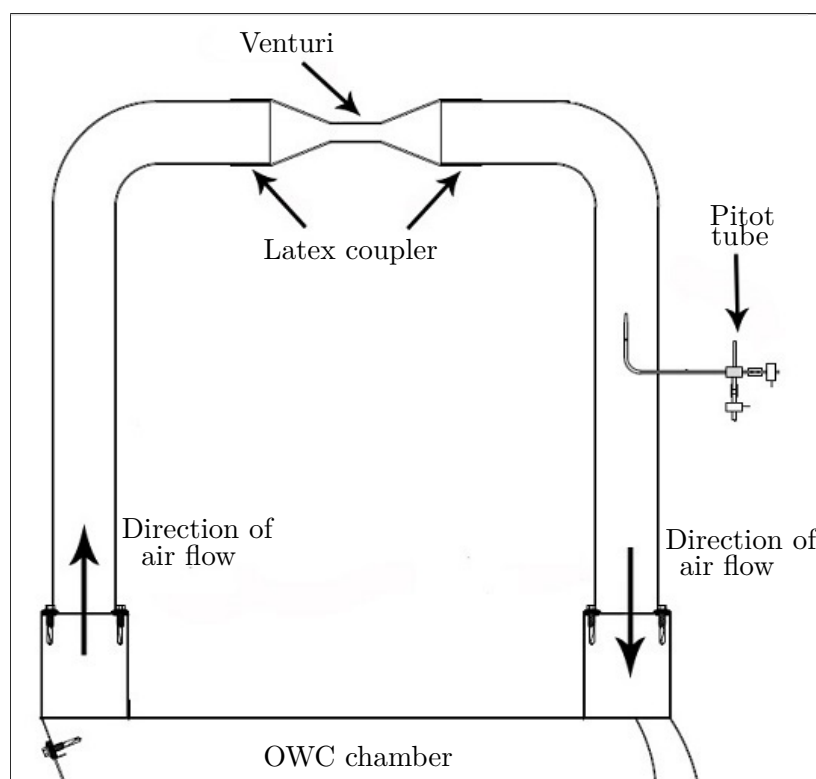 Venturi
Latex coupler
Pitot
tube
Direction of
air flow
Direction of
air flow
OWC chamber